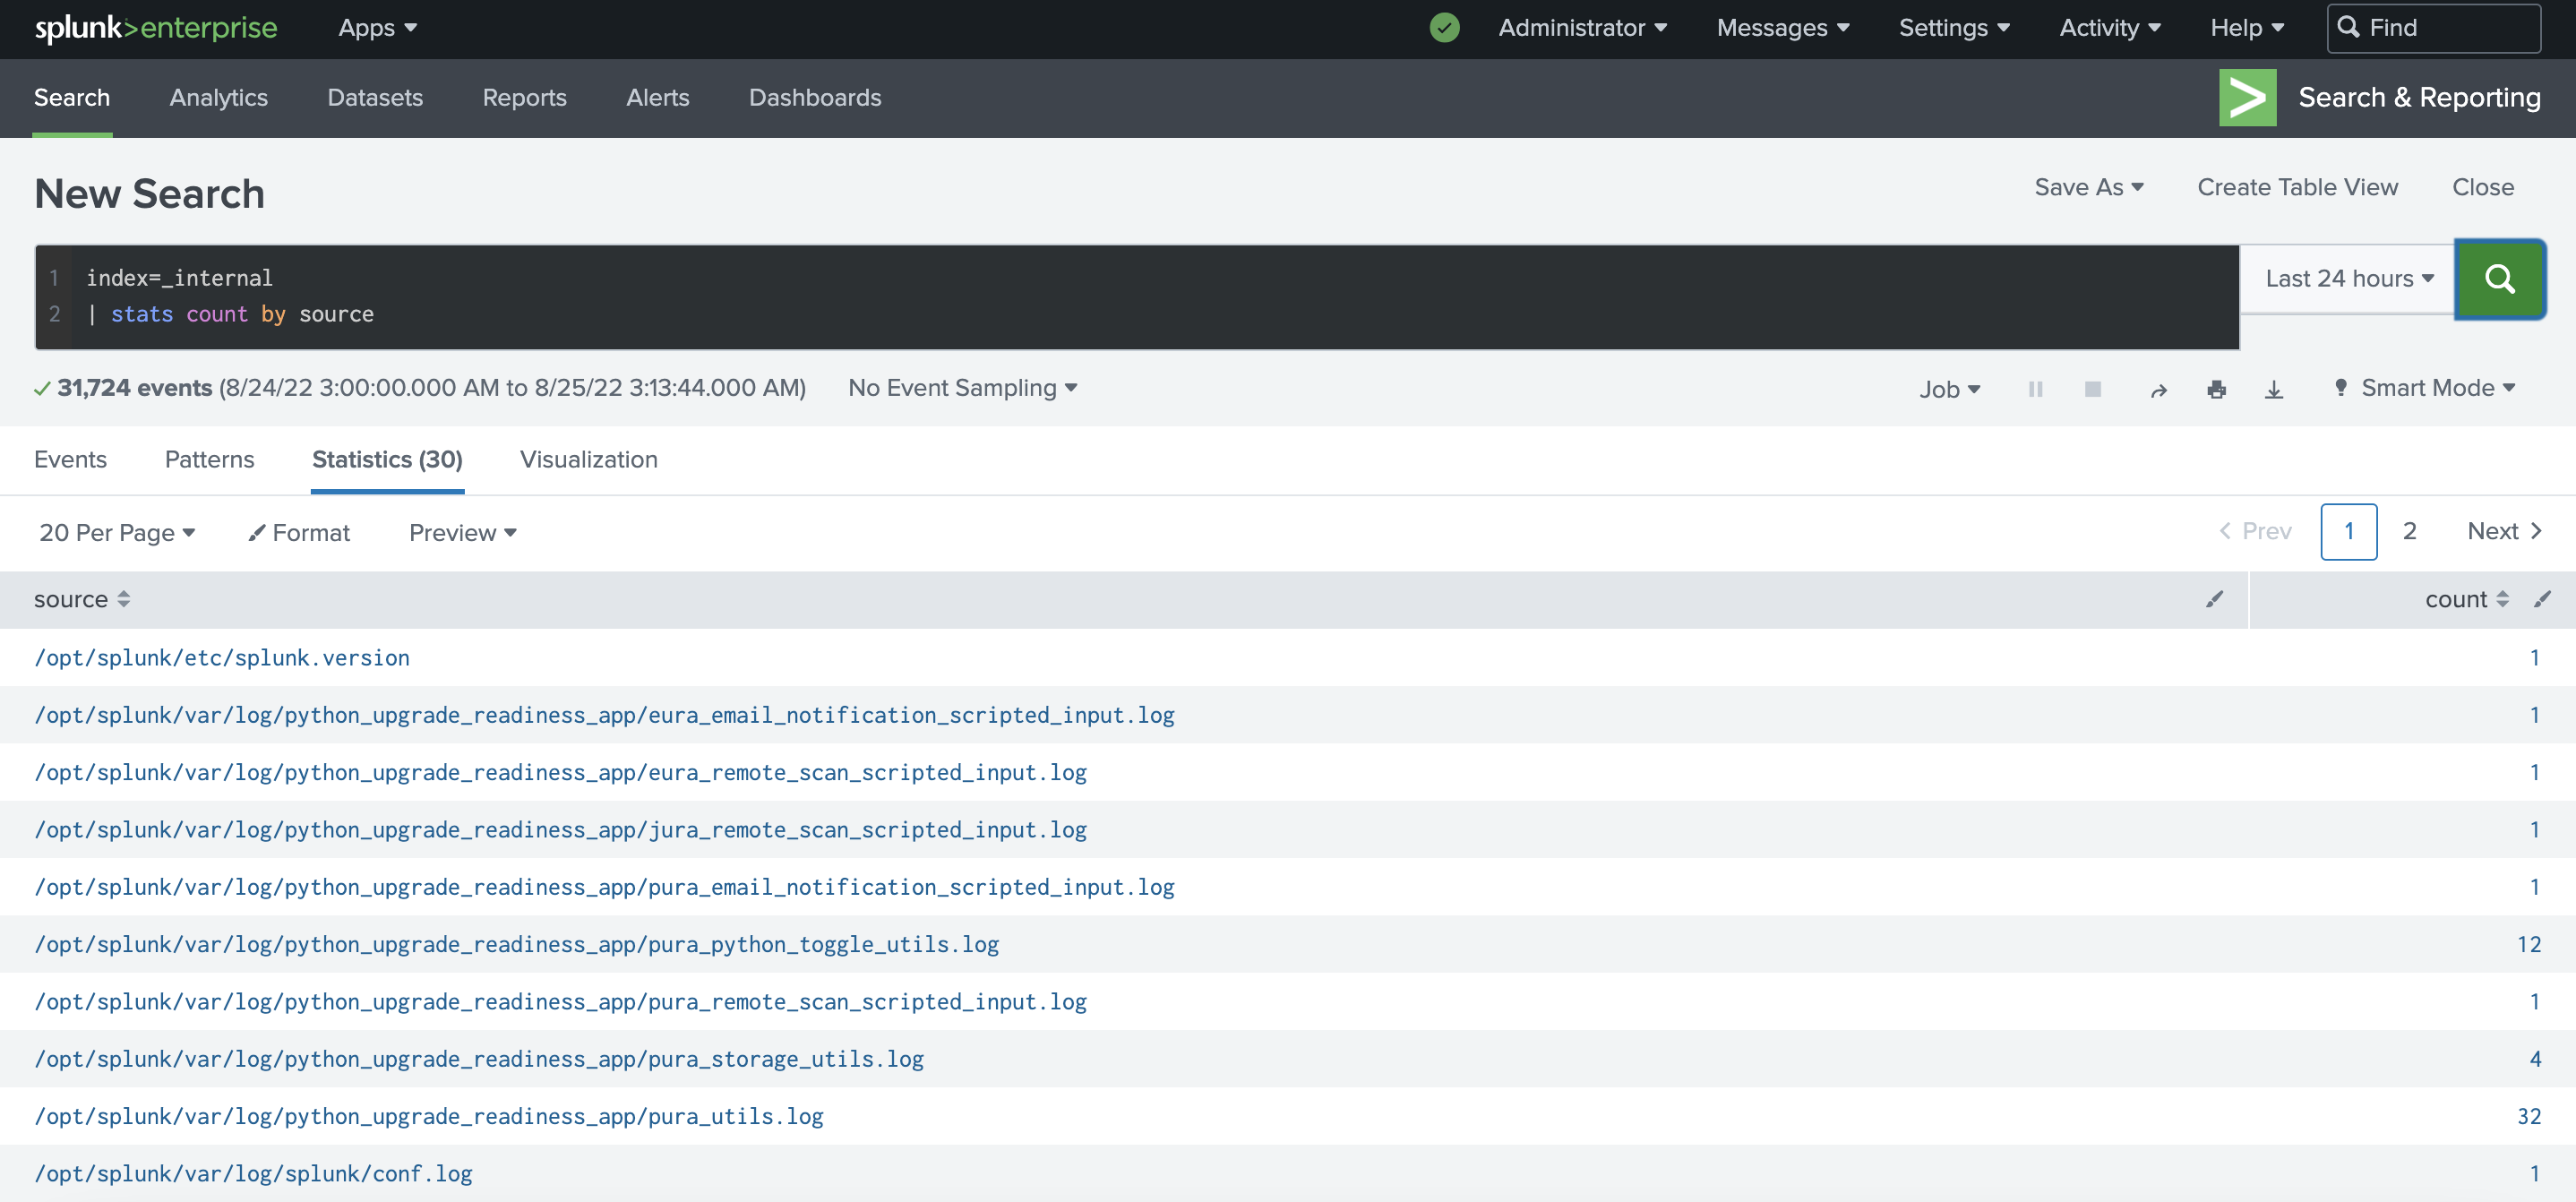 splunk>enterprise Apps Administrator Messages Settings Activity Help Find
Search Analytics Datasets Reports Alerts Dashboards Search & Reporting
New Search Save As Create Table View Close
1 index=_internal Last 24 hours
2 | stats count by source
31,724 events (8/24/22 3:00:00.000 AM to 8/25/22 3:13:44.000 AM) No Event Sampling Job Smart Mode
Events Patterns Statistics (30) Visualization
20 Per Page Format Preview < Prev 1 2 Next >
source count
/opt/splunk/etc/splunk.version 1
/opt/splunk/var/log/python_upgrade_readiness_app/eura_email_notification_scripted_input.log 1
/opt/splunk/var/log/python_upgrade_readiness_app/eura_remote_scan_scripted_input.log 1
/opt/splunk/var/log/python_upgrade_readiness_app/jura_remote_scan_scripted_input.log 1
/opt/splunk/var/log/python_upgrade_readiness_app/pura_email_notification_scripted_input.log 1
/opt/splunk/var/log/python_upgrade_readiness_app/pura_python_toggle_utils.log 12
/opt/splunk/var/log/python_upgrade_readiness_app/pura_remote_scan_scripted_input.log 1
/opt/splunk/var/log/python_upgrade_readiness_app/pura_storage_utils.log 4
/opt/splunk/var/log/python_upgrade_readiness_app/pura_utils.log 32
/opt/splunk/var/log/splunk/conf.log 1